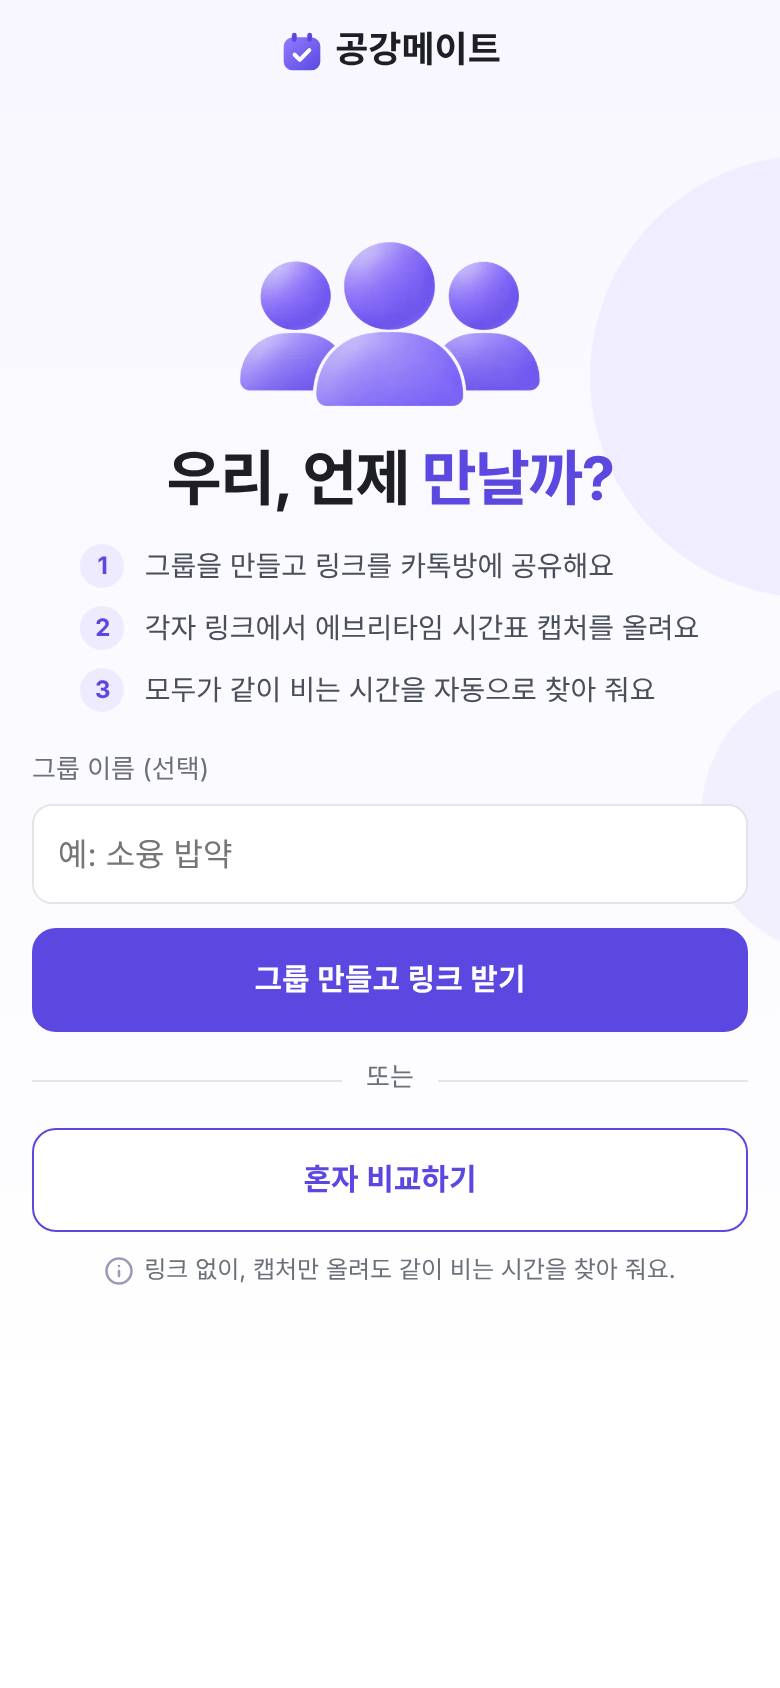 공강메이트
우리, 언제 만날까?
1 그룹을 만들고 링크를 카톡방에 공유해요
2 각자 링크에서 에브리타임 시간표 캡처를 올려요
3 모두가 같이 비는 시간을 자동으로 찾아 줘요
그룹 이름 (선택)
예: 소융 밥약
그룹 만들고 링크 받기
또는
혼자 비교하기
링크 없이, 캡처만 올려도 같이 비는 시간을 찾아 줘요.